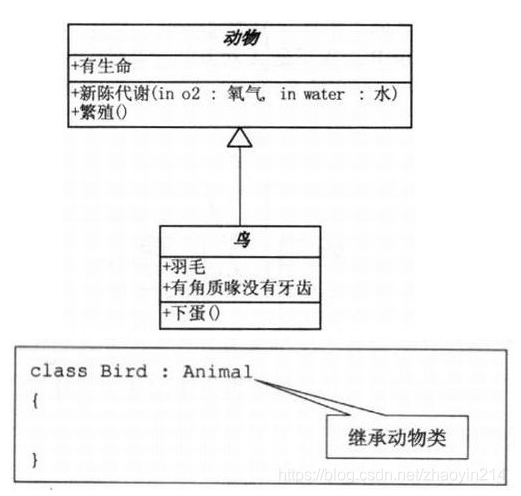 动物
+有生命
+新陈代谢(in o2 : 氧气, in water : 水)
+繁殖()
鸟
+羽毛
+有角质喙没有牙齿
+下蛋()
class Bird : Animal
{
继承动物类
}
https://blog.csdn.net/zhaoyin214